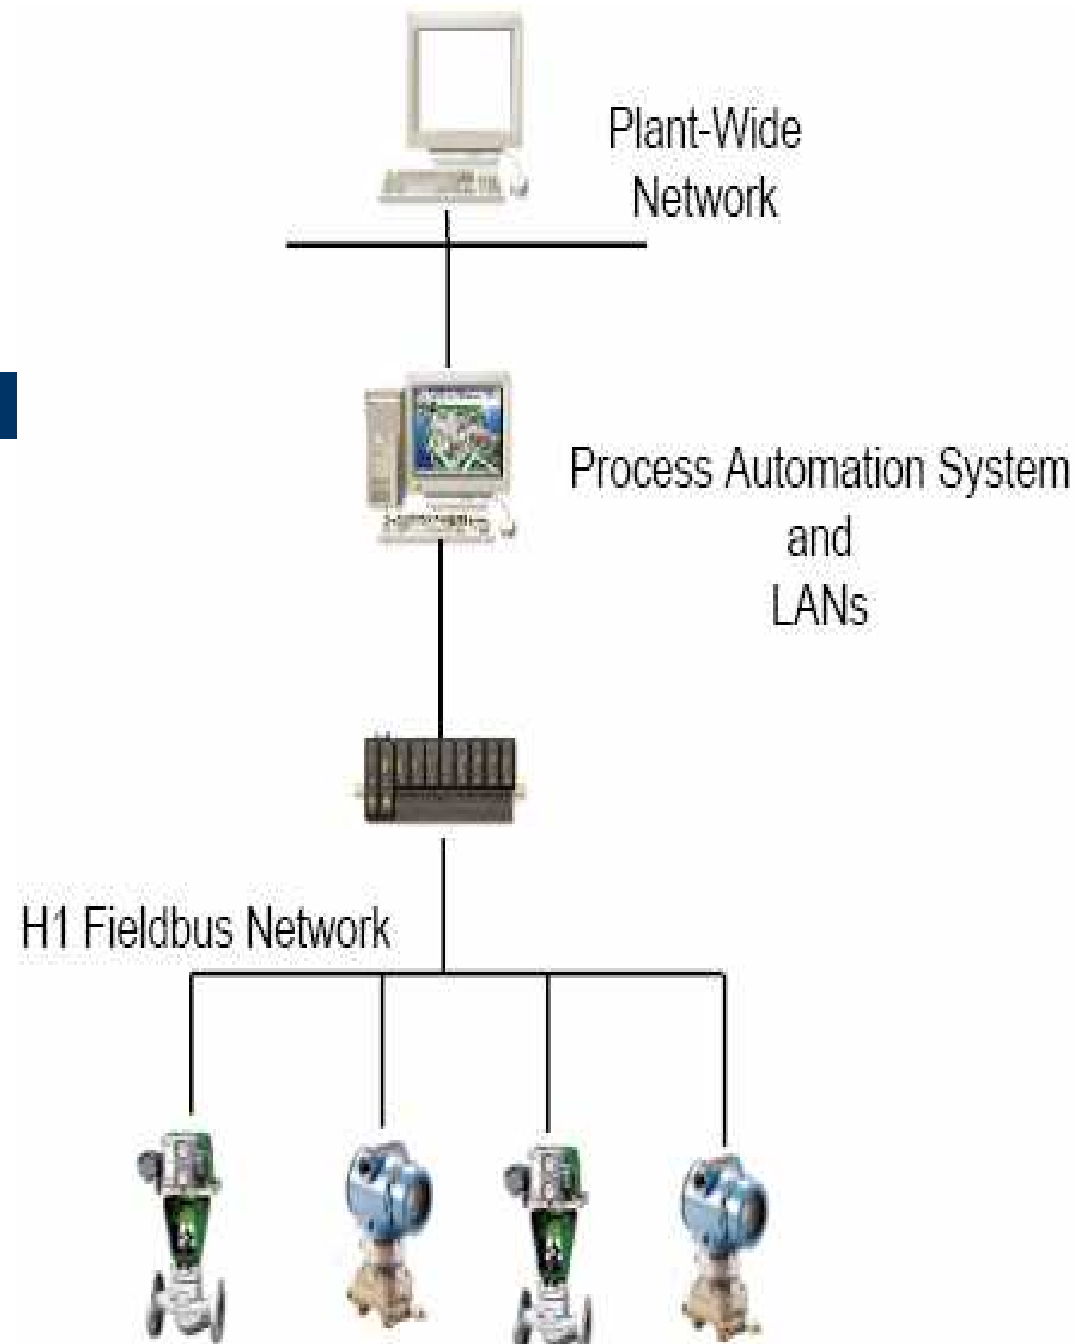 Plant-Wide
Network
Process Automation System
and
LANs
H1 Fieldbus Network